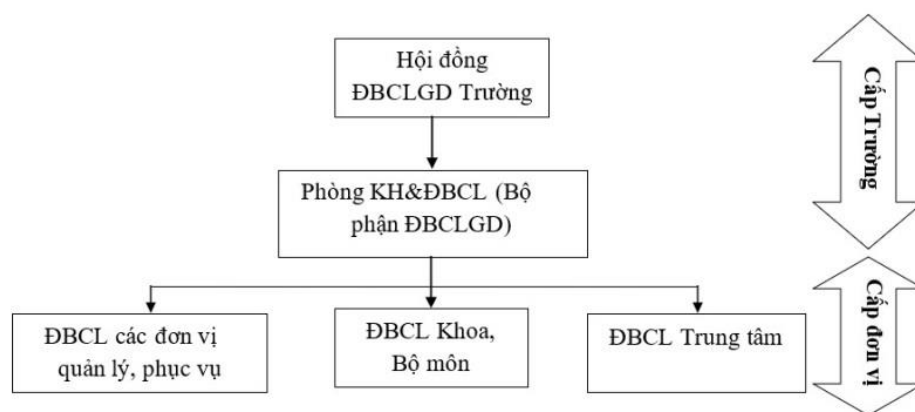 Hội đồng
ĐBCLGD Trường
Cấp Trường
Phòng KH&ĐBCL (Bộ
phận ĐBCLGD)
ĐBCL các đơn vị
quản lý, phục vụ
ĐBCL Khoa,
Bộ môn
ĐBCL Trung tâm
Cấp đơn vị